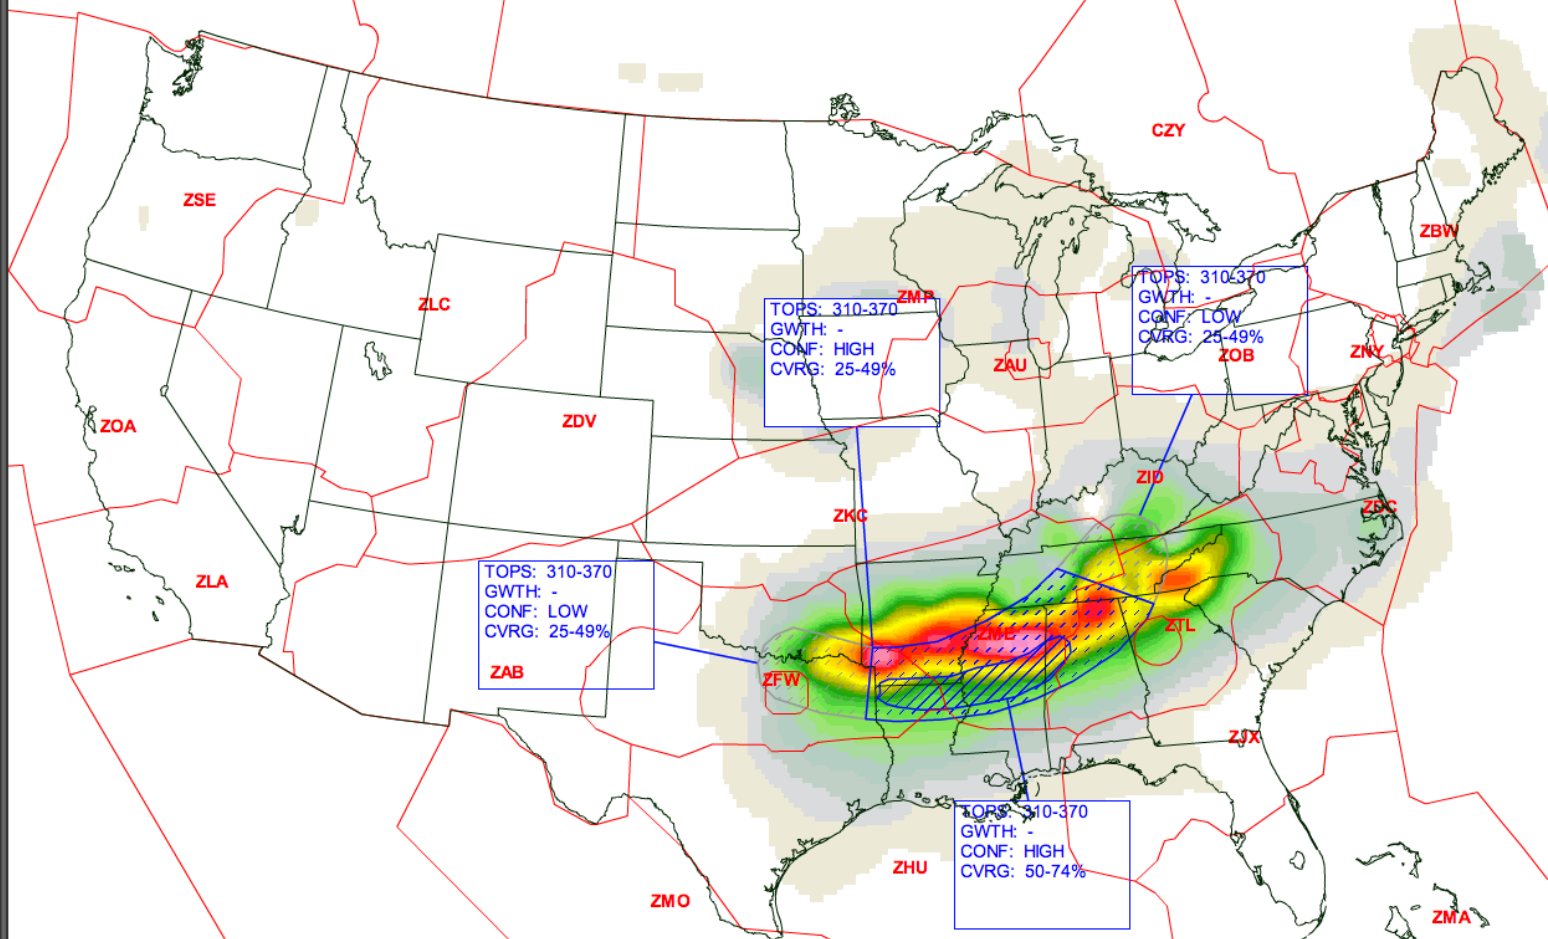 CZY
ZSE
ZBW
TOPS: 310-370
GWTH: -
CONF: LOW
CVRG: 25-49%
ZLC
ZMP
TOPS: 310-370
GWTH: -
CONF: HIGH
CVRG: 25-49%
ZOB
ZNY
ZAU
ZOA
ZDV
ZID
ZKC
ZDC
ZLA
TOPS: 310-370
GWTH: -
CONF: LOW
CVRG: 25-49%
ZAB
ZME
ZTL
ZFW
ZJX
TOPS: 310-370
GWTH: -
CONF: HIGH
CVRG: 50-74%
ZHU
ZMO
ZMA